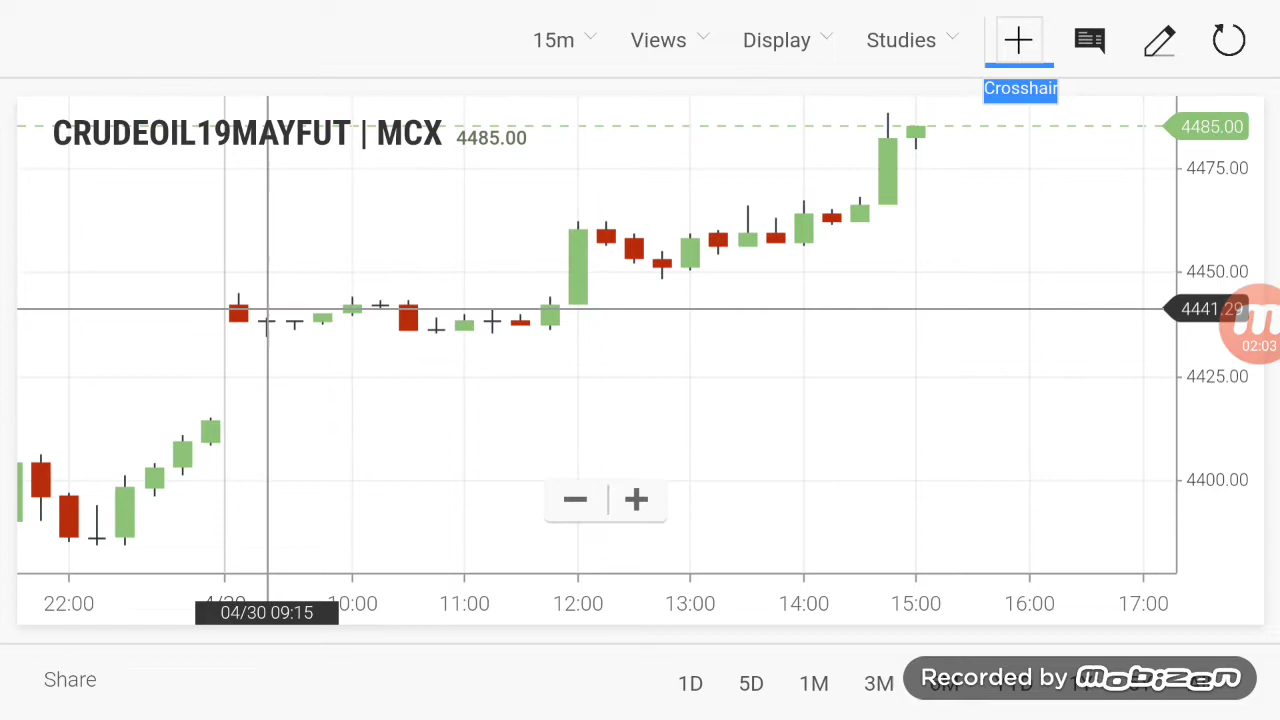 15m Views Display Studies
Crosshair
CRUDEOIL19MAYFUT | MCX 4485.00
4485.00
4475.00
4450.00
4441.29
02:03
4425.00
4400.00
22:00 10:00 11:00 12:00 13:00 14:00 15:00 16:00 17:00
04/30 09:15
Share 1D 5D 1M 3M
Recorded by mobizen